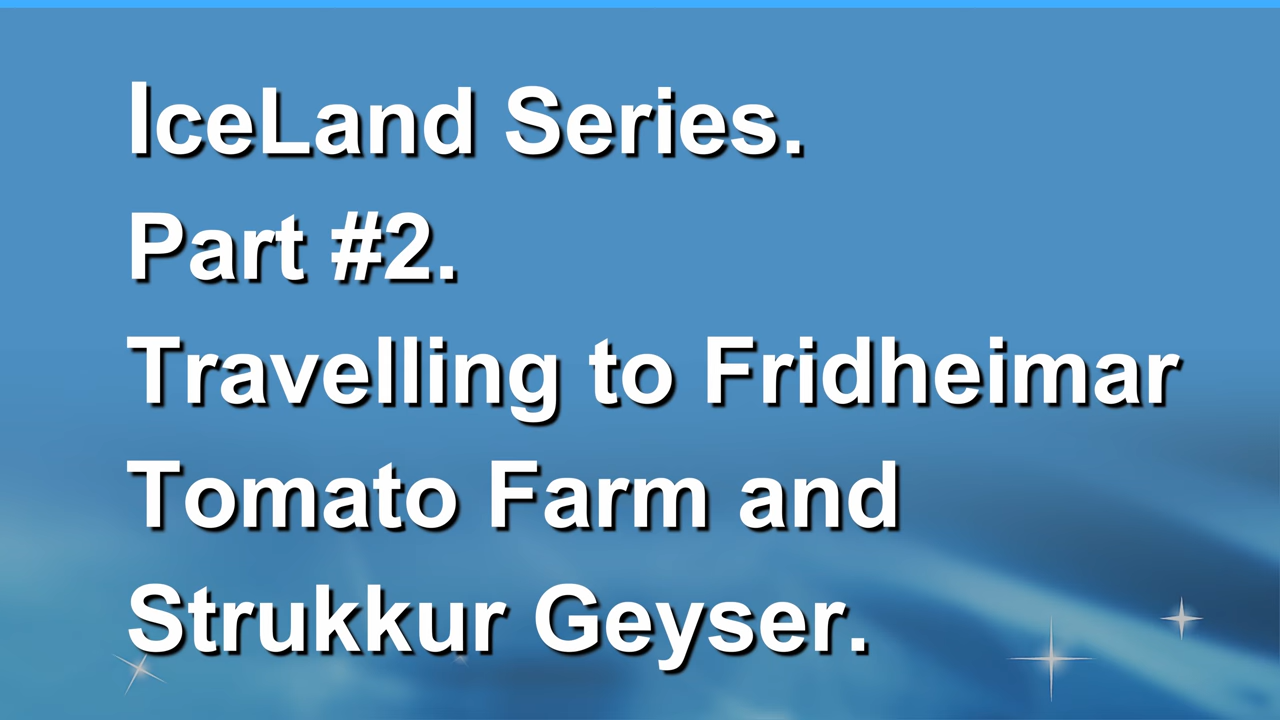 IceLand Series.
Part #2.
Travelling to Fridheimar
Tomato Farm and
Strukkur Geyser.